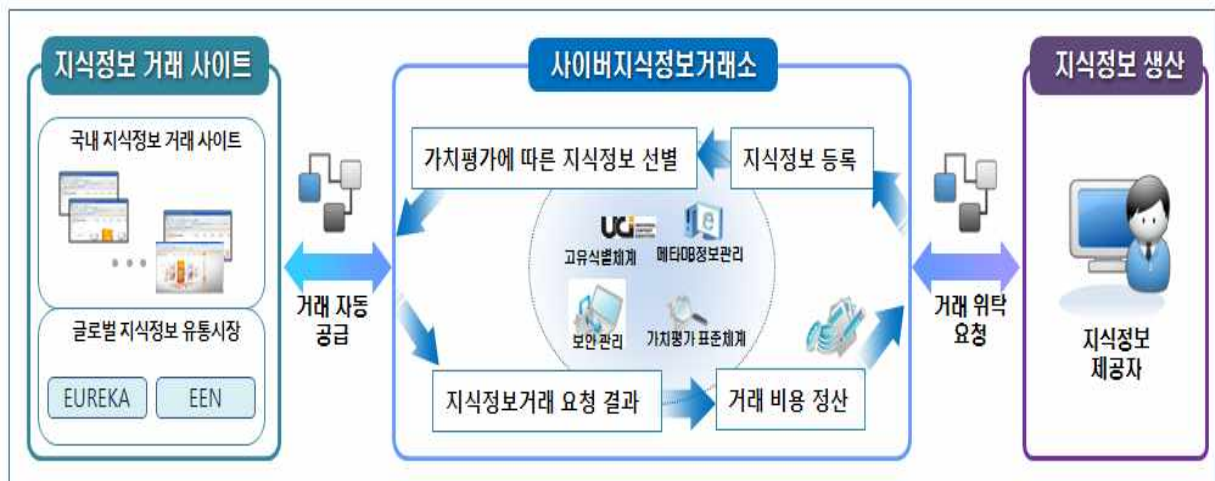 지식정보 거래 사이트
국내 지식정보 거래 사이트
글로벌 지식정보 유통시장
EUREKA
EEN
거래 자동
공급
사이버지식정보거래소
가치평가에 따른 지식정보 선별
지식정보 등록
UCI
고유식별체계
메타DB정보관리
보안 관리
가치평가 표준체계
지식정보거래 요청 결과
거래 비용 정산
거래 위탁
요청
지식정보 생산
지식정보
제공자